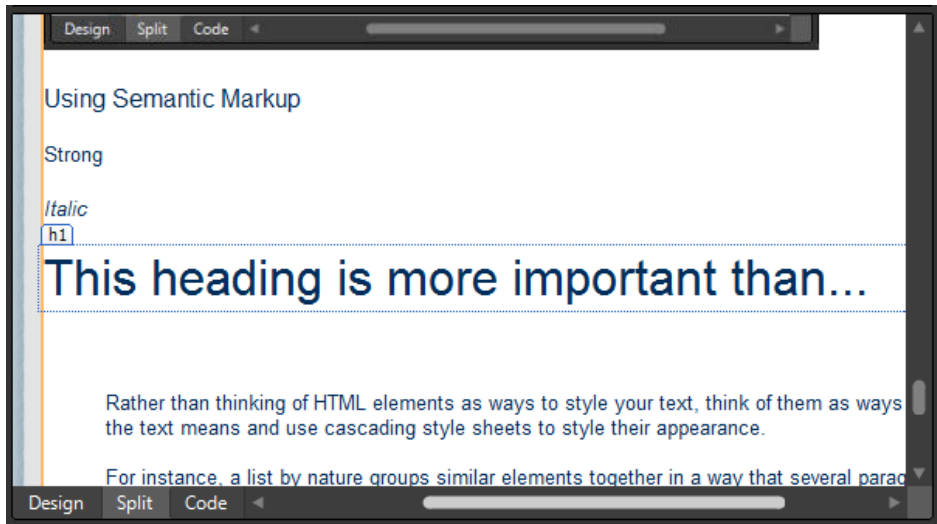 Design Split Code
Using Semantic Markup
Strong
Italic
h1
This heading is more important than...
Rather than thinking of HTML elements as ways to style your text, think of them as ways
the text means and use cascading style sheets to style their appearance.
For instance, a list by nature groups similar elements together in a way that several parag
Design Split Code